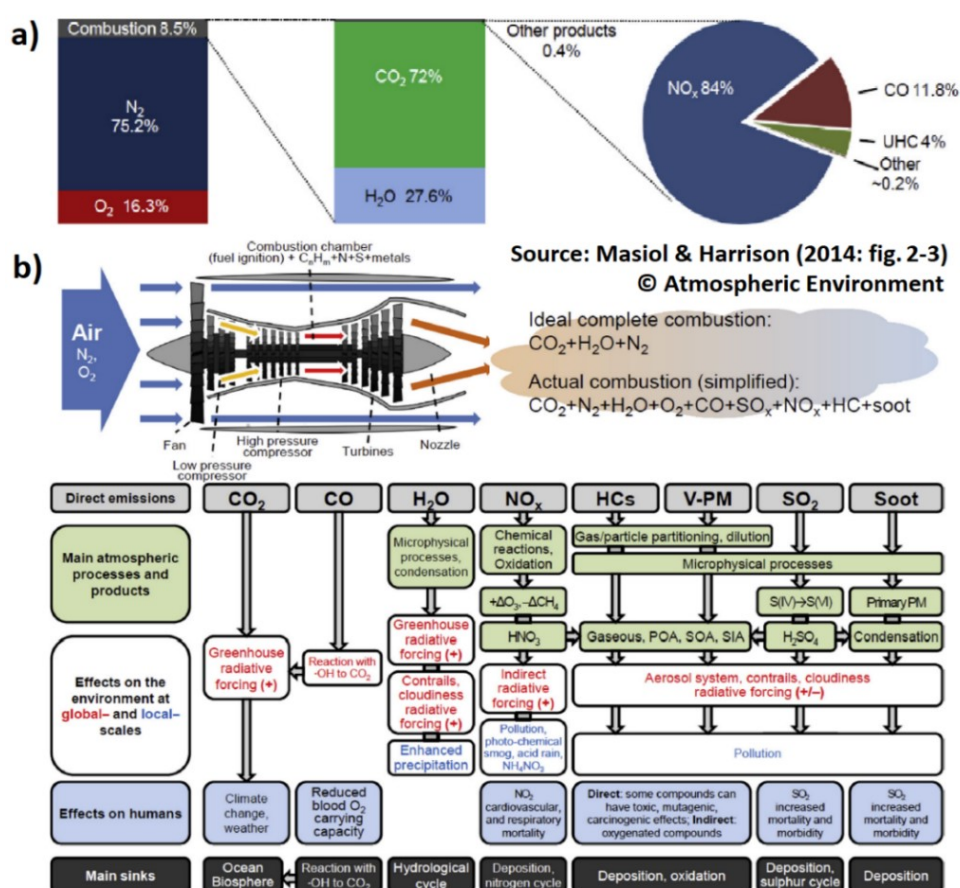 a)
Combustion 8.5%
N2
75.2%
O2 16.3%
CO2 72%
H2O 27.6%
Other products
0.4%
NOx 84%
CO 11.8%
UHC 4%
Other
~0.2%
b)
Source: Masiol & Harrison (2014: fig. 2-3)
© Atmospheric Environment
Combustion chamber
(fuel ignition) + CnHm+N+S+metals
Air
N2,
O2
Fan
Low pressure
compressor
High pressure
compressor
Turbines
Nozzle
Ideal complete combustion:
CO2+H2O+N2
Actual combustion (simplified):
CO2+N2+H2O+O2+CO+SOx+NOx+HC+soot
Direct emissions
CO2
CO
H2O
NOx
HCs
V-PM
SO2
Soot
Main atmospheric
processes and
products
Microphysical
processes,
condensation
Chemical
reactions,
Oxidation
Gas/particle partitioning, dilution
Microphysical processes
+ΔO3,–ΔCH4
S(IV)→S(VI)
Primary PM
HNO3
Gaseous, POA, SOA, SIA
H2SO4
Condensation
Effects on the
environment at
global– and local–
scales
Greenhouse
radiative
forcing (+)
Reaction with
-OH to CO2
Greenhouse
radiative
forcing (+)
Contrails,
cloudiness
radiative
forcing (+)
Enhanced
precipitation
Indirect
radiative
forcing (+)
Pollution,
photo-chemical
smog, acid rain,
NH4NO3
Aerosol system, contrails, cloudiness
radiative forcing (+/–)
Pollution
Effects on humans
Climate
change,
weather
Reduced
blood O2
carrying
capacity
NO2
cardiovascular,
and respiratory
mortality
Direct: some compounds can
have toxic, mutagenic,
carcinogenic effects; Indirect:
oxygenated compounds
SO2
increased
mortality and
morbidity
SO2
increased
mortality and
morbidity
Main sinks
Ocean
Biosphere
Reaction with
-OH to CO2
Hydrological
cycle
Deposition,
nitrogen cycle
Deposition, oxidation
Deposition,
sulphur cycle
Deposition